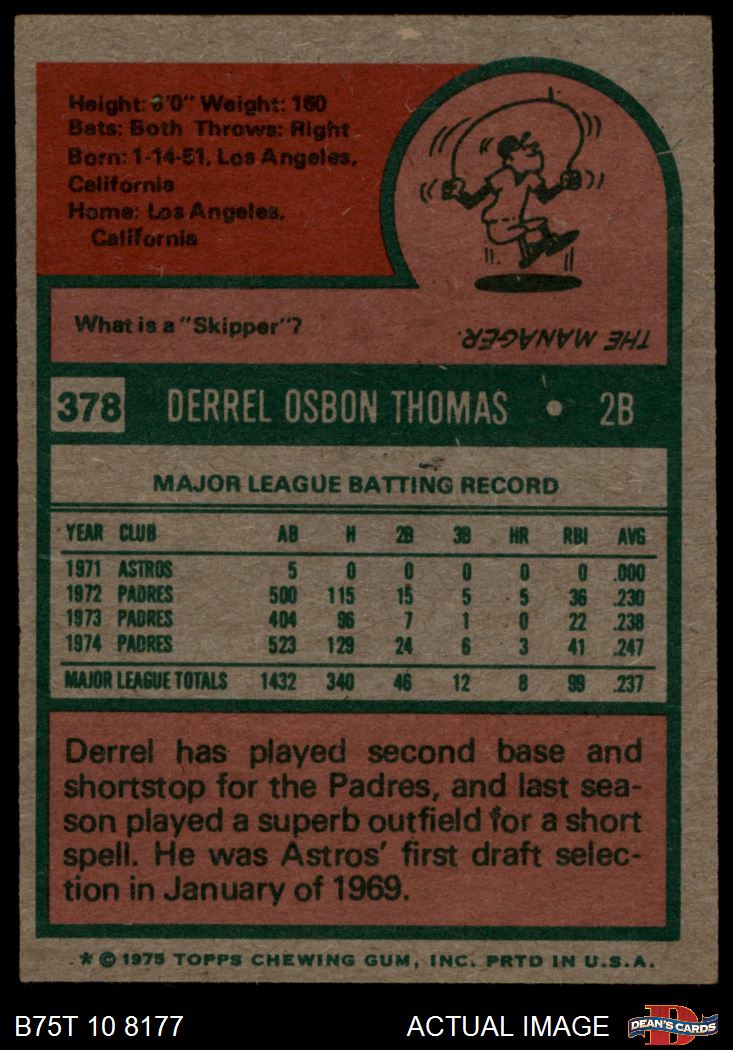 Height: 6'0" Weight: 160
Bats: Both Throws: Right
Born: 1-14-51, Los Angeles,
California
Home: Los Angeles,
California
What is a "Skipper"?
THE MANAGER.
378 DERREL OSBON THOMAS • 2B
MAJOR LEAGUE BATTING RECORD
YEAR CLUB AB H 2B 3B HR RBI AVG
1971 ASTROS 5 0 0 0 0 0 .000
1972 PADRES 500 115 15 5 5 36 .230
1973 PADRES 404 96 7 1 0 22 .238
1974 PADRES 523 129 24 6 3 41 .247
MAJOR LEAGUE TOTALS 1432 340 46 12 8 99 .237
Derrel has played second base and
shortstop for the Padres, and last sea-
son played a superb outfield for a short
spell. He was Astros' first draft selec-
tion in January of 1969.
* © 1975 TOPPS CHEWING GUM, INC. PRTD IN U.S.A.
B75T 10 8177 ACTUAL IMAGE D DEAN'S CARDS